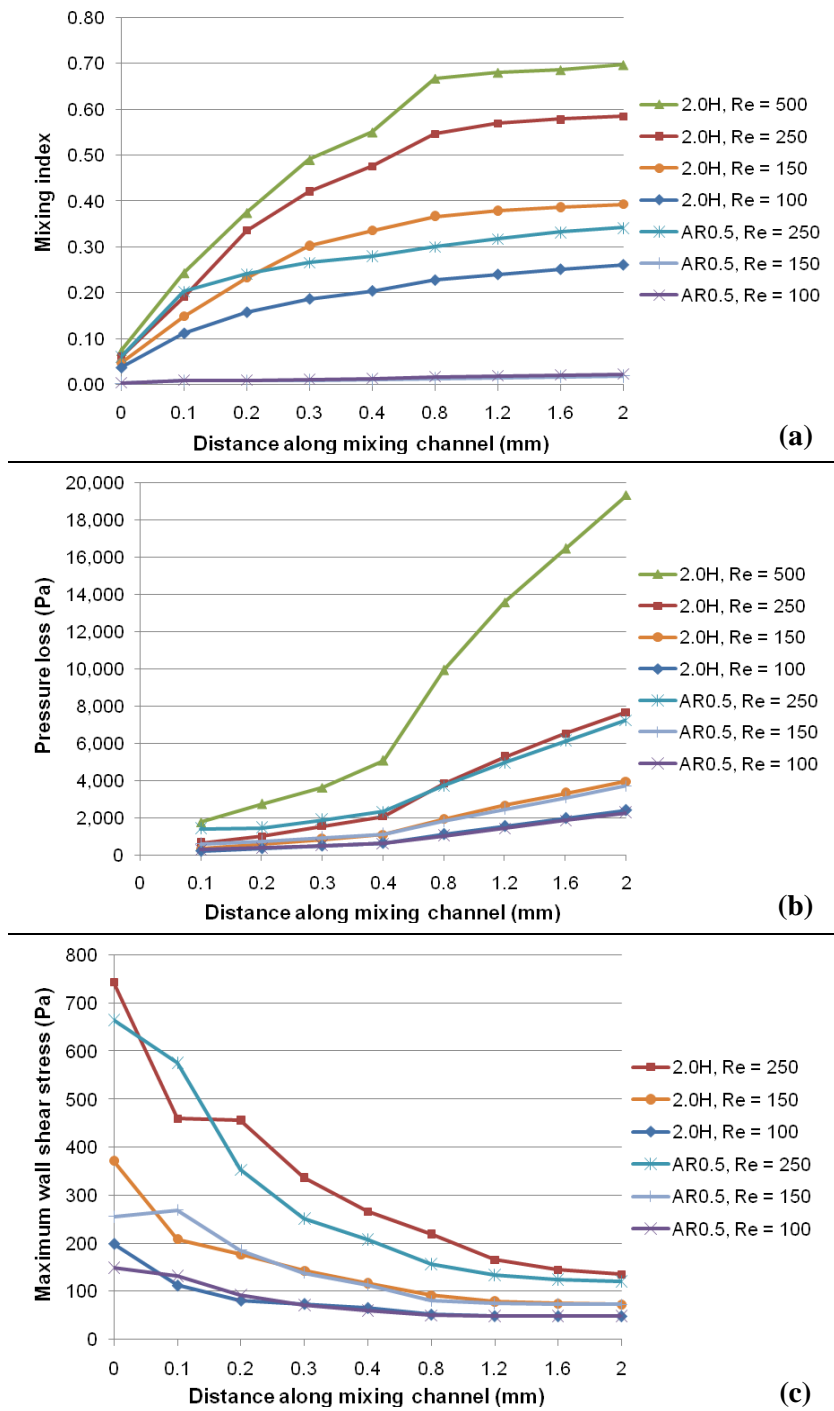 0.80
0.70
0.60
0.50
0.40
0.30
0.20
0.10
0.00
Mixing index
0 0.1 0.2 0.3 0.4 0.8 1.2 1.6 2
Distance along mixing channel (mm)
2.0H, Re = 500
2.0H, Re = 250
2.0H, Re = 150
2.0H, Re = 100
AR0.5, Re = 250
AR0.5, Re = 150
AR0.5, Re = 100
(a)
20,000
18,000
16,000
14,000
12,000
10,000
8,000
6,000
4,000
2,000
0
Pressure loss (Pa)
0 0.1 0.2 0.3 0.4 0.8 1.2 1.6 2
Distance along mixing channel (mm)
2.0H, Re = 500
2.0H, Re = 250
2.0H, Re = 150
2.0H, Re = 100
AR0.5, Re = 250
AR0.5, Re = 150
AR0.5, Re = 100
(b)
800
700
600
500
400
300
200
100
0
Maximum wall shear stress (Pa)
0 0.1 0.2 0.3 0.4 0.8 1.2 1.6 2
Distance along mixing channel (mm)
2.0H, Re = 250
2.0H, Re = 150
2.0H, Re = 100
AR0.5, Re = 250
AR0.5, Re = 150
AR0.5, Re = 100
(c)